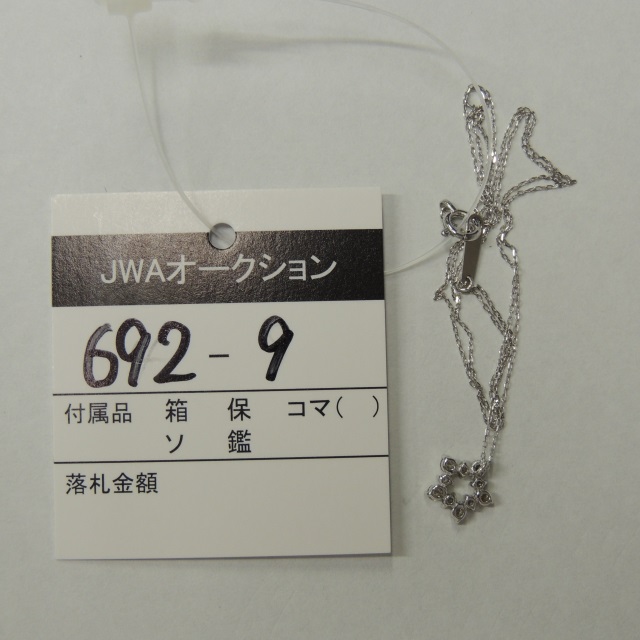 JWAオークション
692-9
付属品 箱 保 コマ( )
ソ 鑑
落札金額